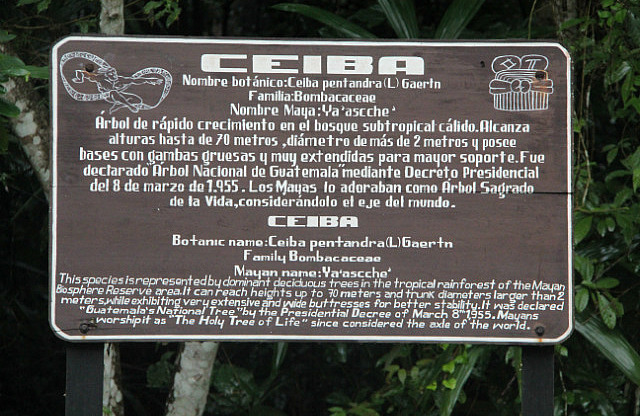 CEIBA
Nombre botánico:Ceiba pentandra(L)Gaertn
Familia:Bombacaceae
Nombre Maya:Ya'ascche'
Árbol de rápido crecimiento en el bosque subtropical cálido.Alcanza
alturas hasta de 70 metros ,diámetro de más de 2 metros y posee
bases con gambas gruesas y muy extendidas para mayor soporte.Fue
declarado "Árbol Nacional de Guatemala"mediante Decreto Presidencial
del 8 de marzo de 1,955. Los Mayas lo adoraban como Árbol Sagrado
de la Vida,considerándolo el eje del mundo.
CEIBA
Botanic name:Ceiba pentandra(L)Gaertn
Family Bombacaceae
Mayan name:Ya'ascche'
This species is represented by dominant deciduous trees in the tropical rainforest of the Mayan
Biosphere Reserve area.It can reach heights up to 70 meters and trunk diameters larger than 2
meters,while exhibiting very extensive and wide buttresses for better stability.It was declared
"Guatemala's National Tree"by the Presidential Decree of March 8th 1,955. Mayans
worship it as "The Holy Tree of Life" since considered the axle of the world.